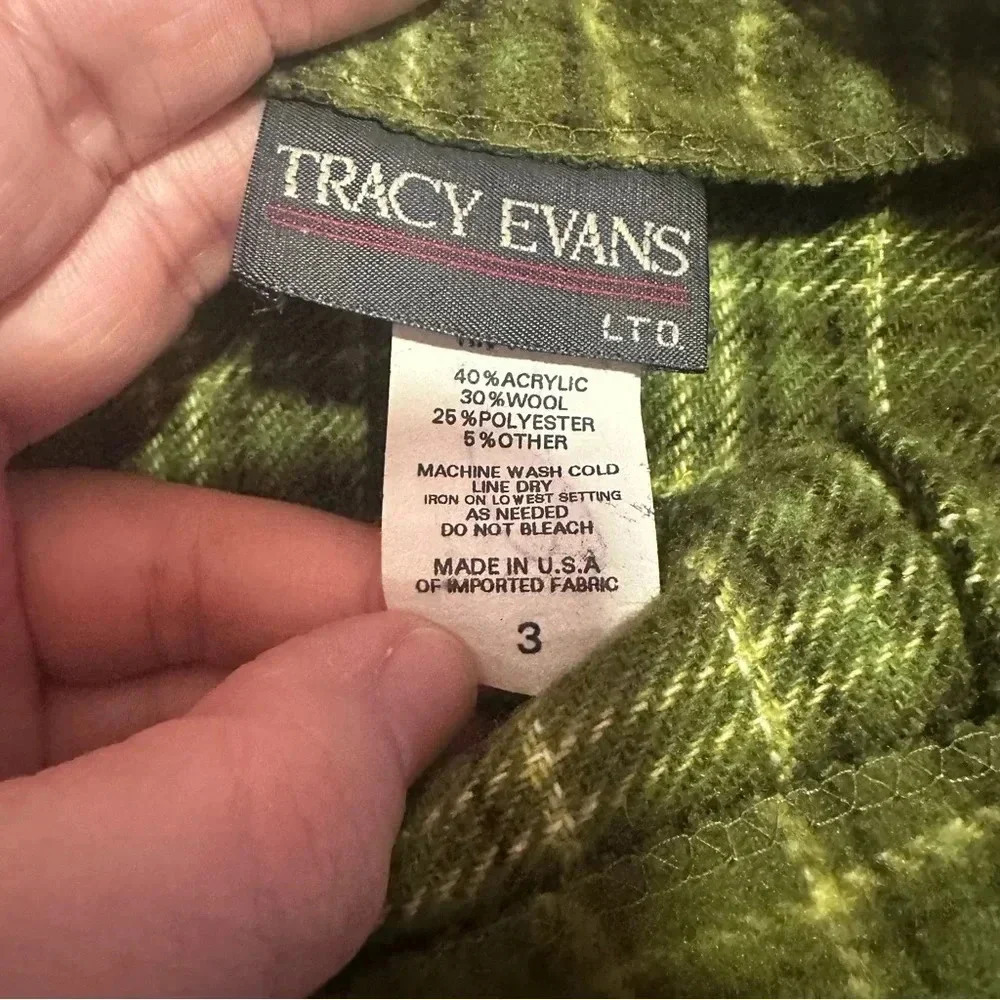 TRACY EVANS
LTD
40%ACRYLIC
30%WOOL
25%POLYESTER
5%OTHER
MACHINE WASH COLD
LINE DRY
IRON ON LOWEST SETTING
AS NEEDED
DO NOT BLEACH
MADE IN U.S.A
OF IMPORTED FABRIC
3